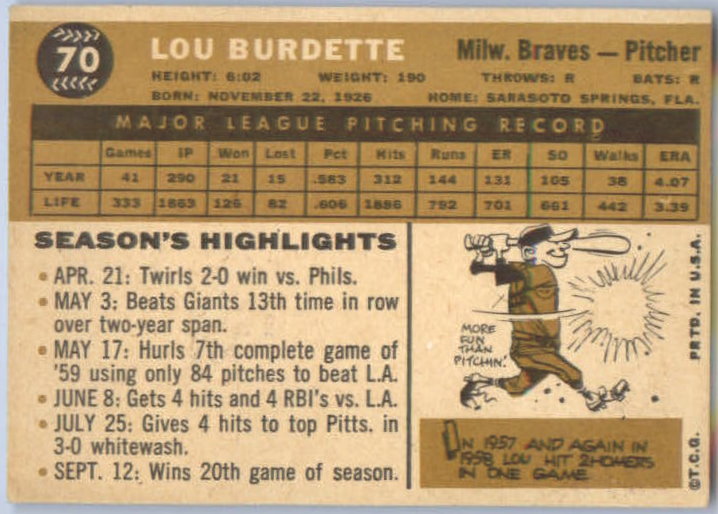 70
LOU BURDETTE
Milw. Braves — Pitcher
HEIGHT: 6:02 WEIGHT: 190 THROWS: R BATS: R
BORN: NOVEMBER 22, 1926 HOME: SARASOTO SPRINGS, FLA.
MAJOR LEAGUE PITCHING RECORD
Games IP Won Lost Pct Hits Runs ER SO Walks ERA
YEAR 41 290 21 15 .583 312 144 131 105 38 4.07
LIFE 333 1863 126 82 .606 1886 792 701 661 442 3.39
SEASON'S HIGHLIGHTS
• APR. 21: Twirls 2-0 win vs. Phils.
• MAY 3: Beats Giants 13th time in row
over two-year span.
• MAY 17: Hurls 7th complete game of
'59 using only 84 pitches to beat L.A.
• JUNE 8: Gets 4 hits and 4 RBI's vs. L.A.
• JULY 25: Gives 4 hits to top Pitts. in
3-0 whitewash.
• SEPT. 12: Wins 20th game of season.
MORE
FUN
THAN
PITCHIN'
IN 1957 AND AGAIN IN
1958 LOU HIT 2 HOMERS
IN ONE GAME
PRTD. IN U.S.A.
©T.C.G.